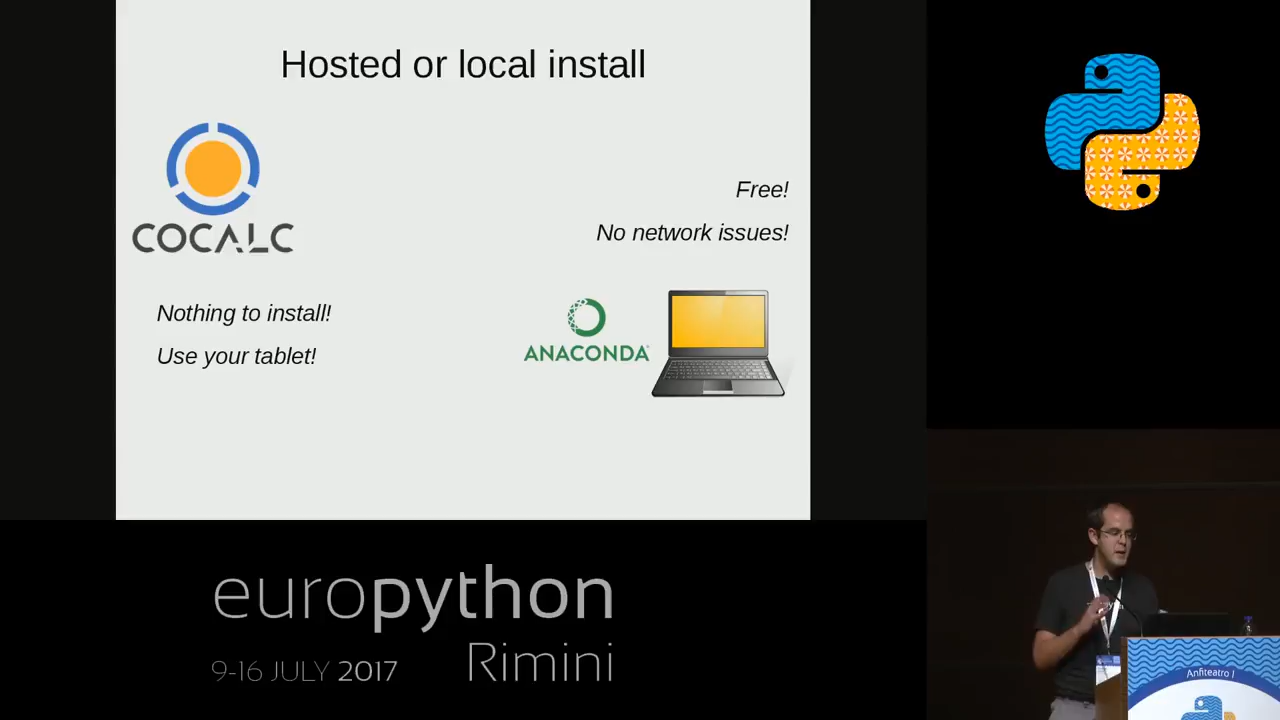 Hosted or local install
COCALC
Free!
No network issues!
Nothing to install!
Use your tablet!
ANACONDA
europython
9-16 JULY 2017
Rimini
Anfiteatro I